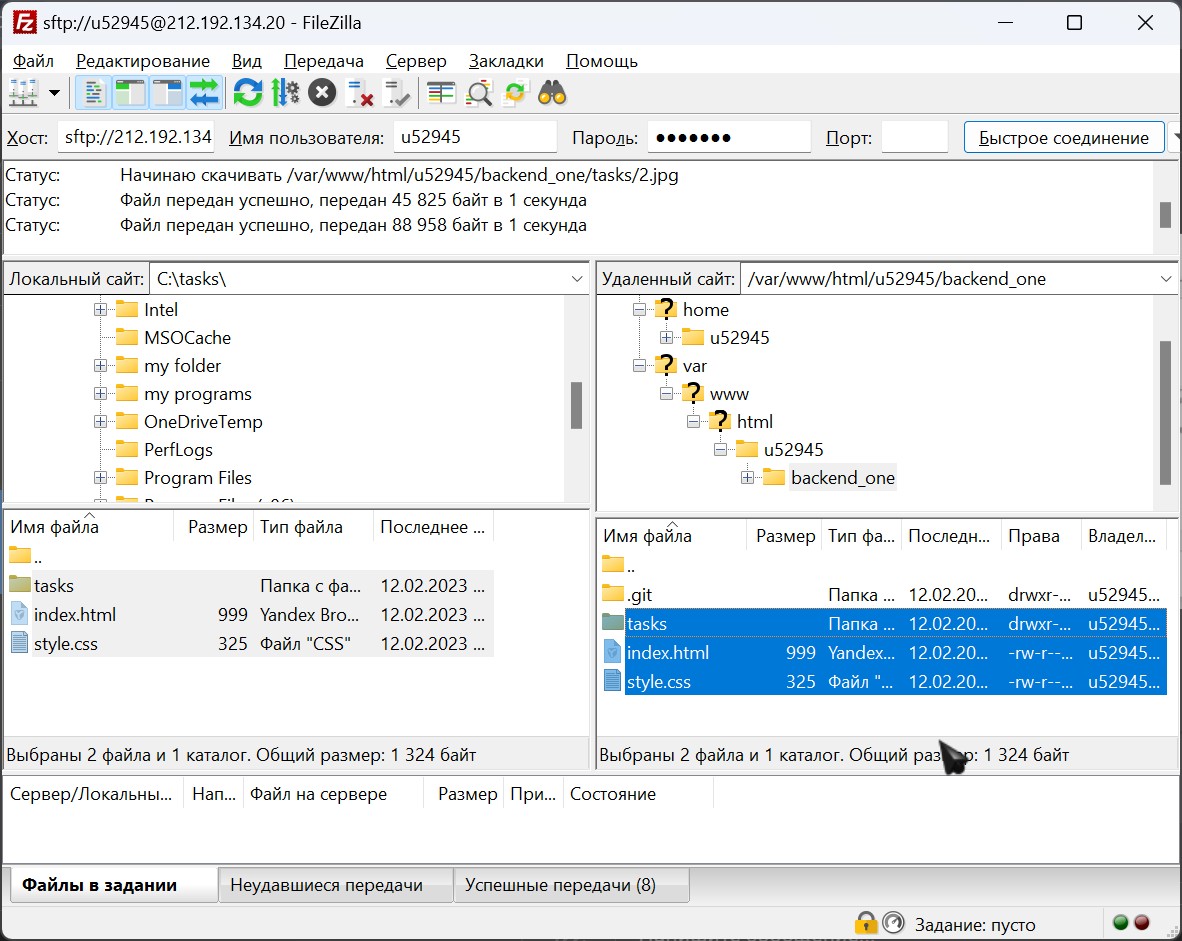 sftp://u52945@212.192.134.20 - FileZilla
Файл Редактирование Вид Передача Сервер Закладки Помощь
Хост: sftp://212.192.134 Имя пользователя: u52945 Пароль: ●●●●●●● Порт: Быстрое соединение
Статус: Начинаю скачивать /var/www/html/u52945/backend_one/tasks/2.jpg
Статус: Файл передан успешно, передан 45 825 байт в 1 секунда
Статус: Файл передан успешно, передан 88 958 байт в 1 секунда
Локальный сайт: C:\tasks\
Intel
MSOCache
my folder
my programs
OneDriveTemp
PerfLogs
Program Files
Имя файла Размер Тип файла Последнее ...
..
tasks Папка с фа... 12.02.2023 ...
index.html 999 Yandex Bro... 12.02.2023 ...
style.css 325 Файл "CSS" 12.02.2023 ...
Выбраны 2 файла и 1 каталог. Общий размер: 1 324 байт
Удаленный сайт: /var/www/html/u52945/backend_one
home
u52945
var
www
html
u52945
backend_one
Имя файла Размер Тип фа... Последн... Права Владел...
..
.git Папка ... 12.02.20... drwxr-... u52945...
tasks Папка ... 12.02.20... drwxr-... u52945...
index.html 999 Yandex... 12.02.20... -rw-r--... u52945...
style.css 325 Файл "... 12.02.20... -rw-r--... u52945...
Выбраны 2 файла и 1 каталог. Общий размер: 1 324 байт
Сервер/Локальны... Нап... Файл на сервере Размер При... Состояние
Файлы в задании Неудавшиеся передачи Успешные передачи (8)
Задание: пусто